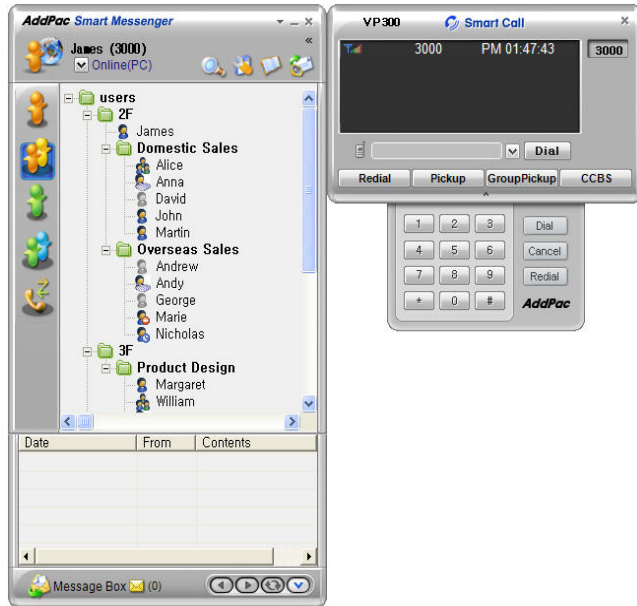 AddPac Smart Messenger
James (3000)
Online(PC)
users
2F
James
Domestic Sales
Alice
Anna
David
John
Martin
Overseas Sales
Andrew
Andy
George
Marie
Nicholas
3F
Product Design
Margaret
William
Date From Contents
Message Box (0)
VP300 Smart Call
3000 PM 01:47:43 3000
Dial
Redial Pickup GroupPickup CCBS
1 2 3 Dial
4 5 6 Cancel
7 8 9 Redial
* 0 # AddPac